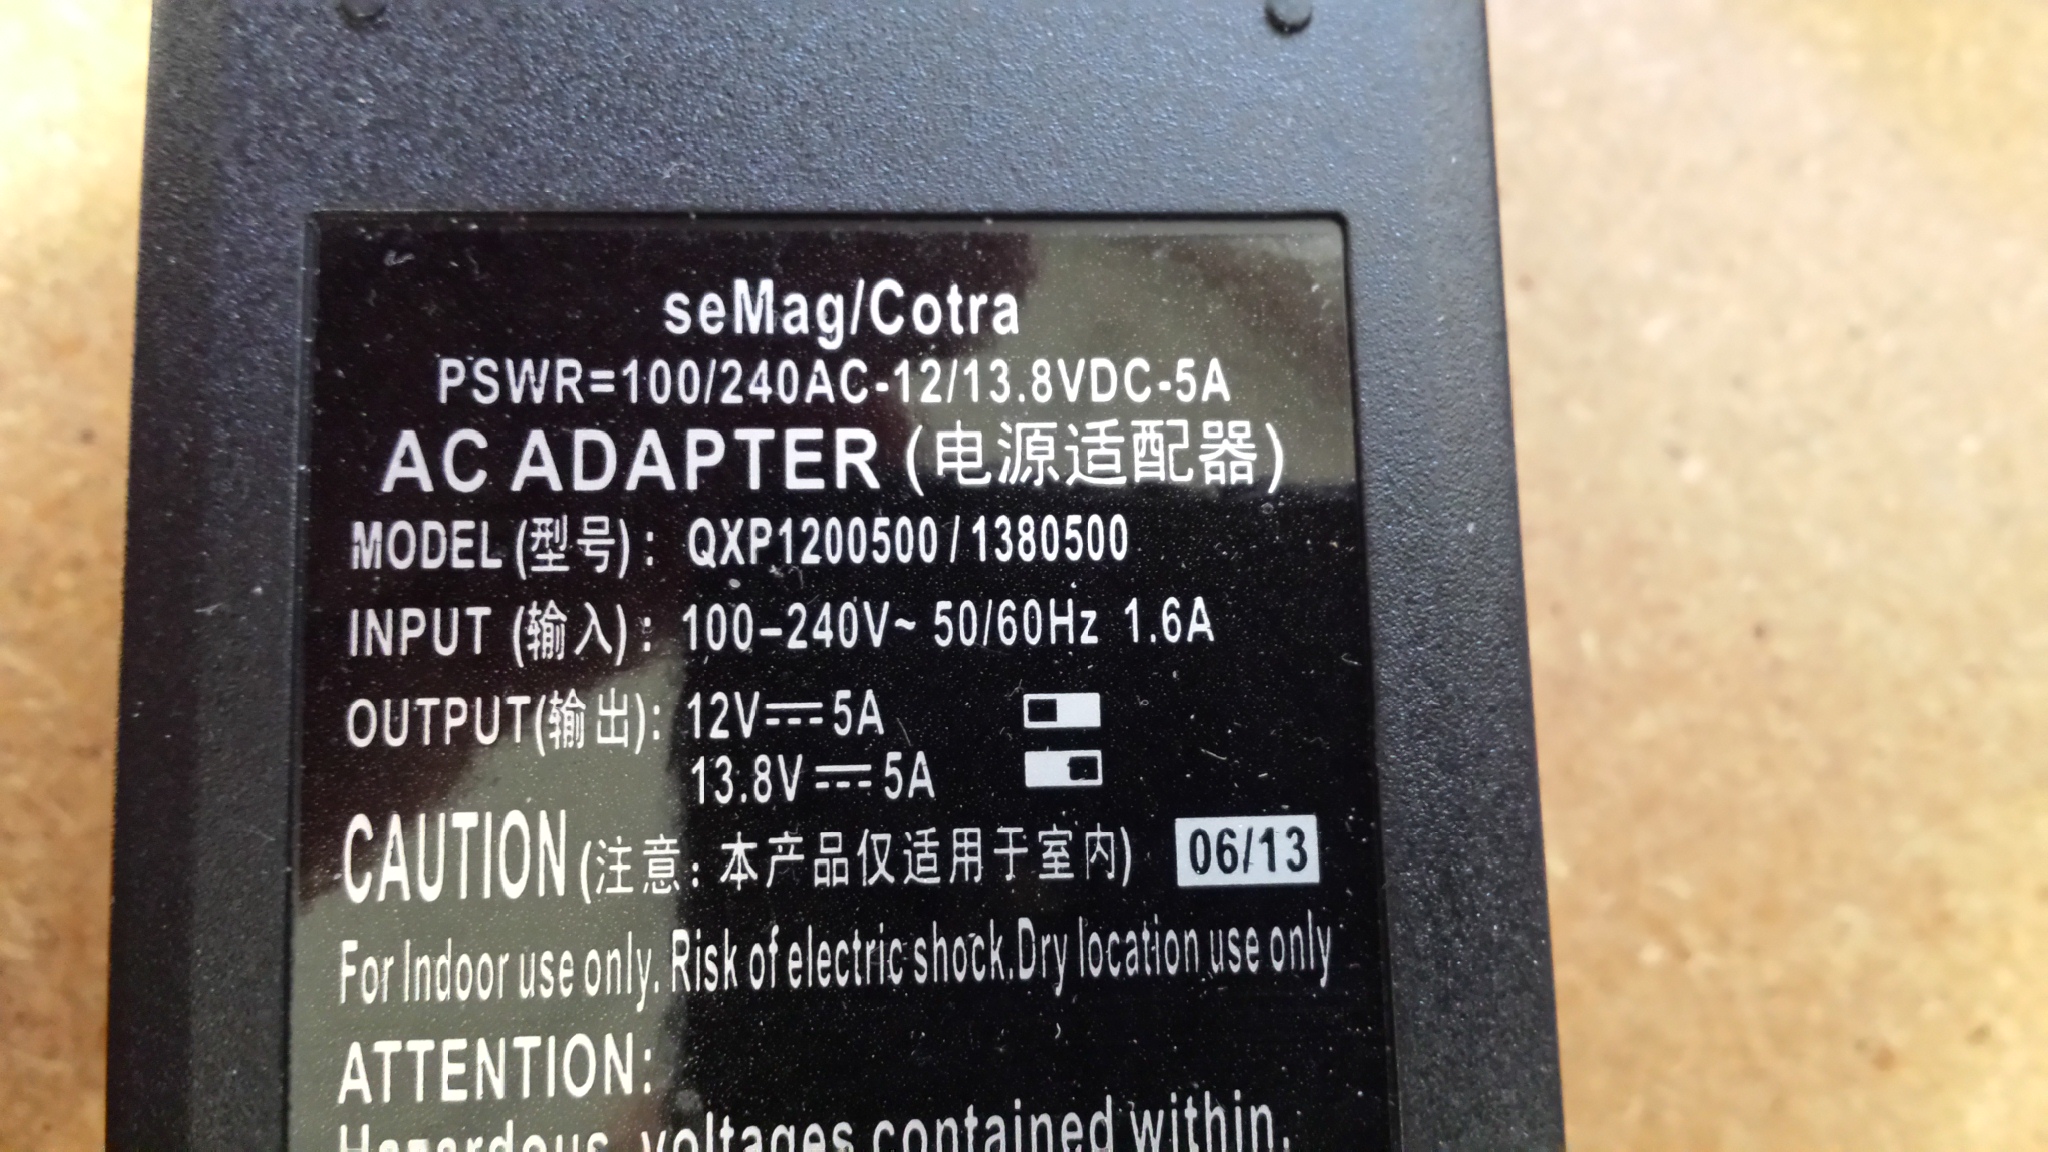 seMag/Cotra
PSWR=100/240AC-12/13.8VDC-5A
AC ADAPTER (电源适配器)
MODEL (型号) : QXP1200500 / 1380500
INPUT (输入) : 100-240V~ 50/60Hz 1.6A
OUTPUT(输出): 12V⎓5A
13.8V⎓5A
CAUTION (注意: 本产品仅适用于室内) 06/13
For Indoor use only. Risk of electric shock.Dry location use only
ATTENTION:
Hazardous voltages contained within.